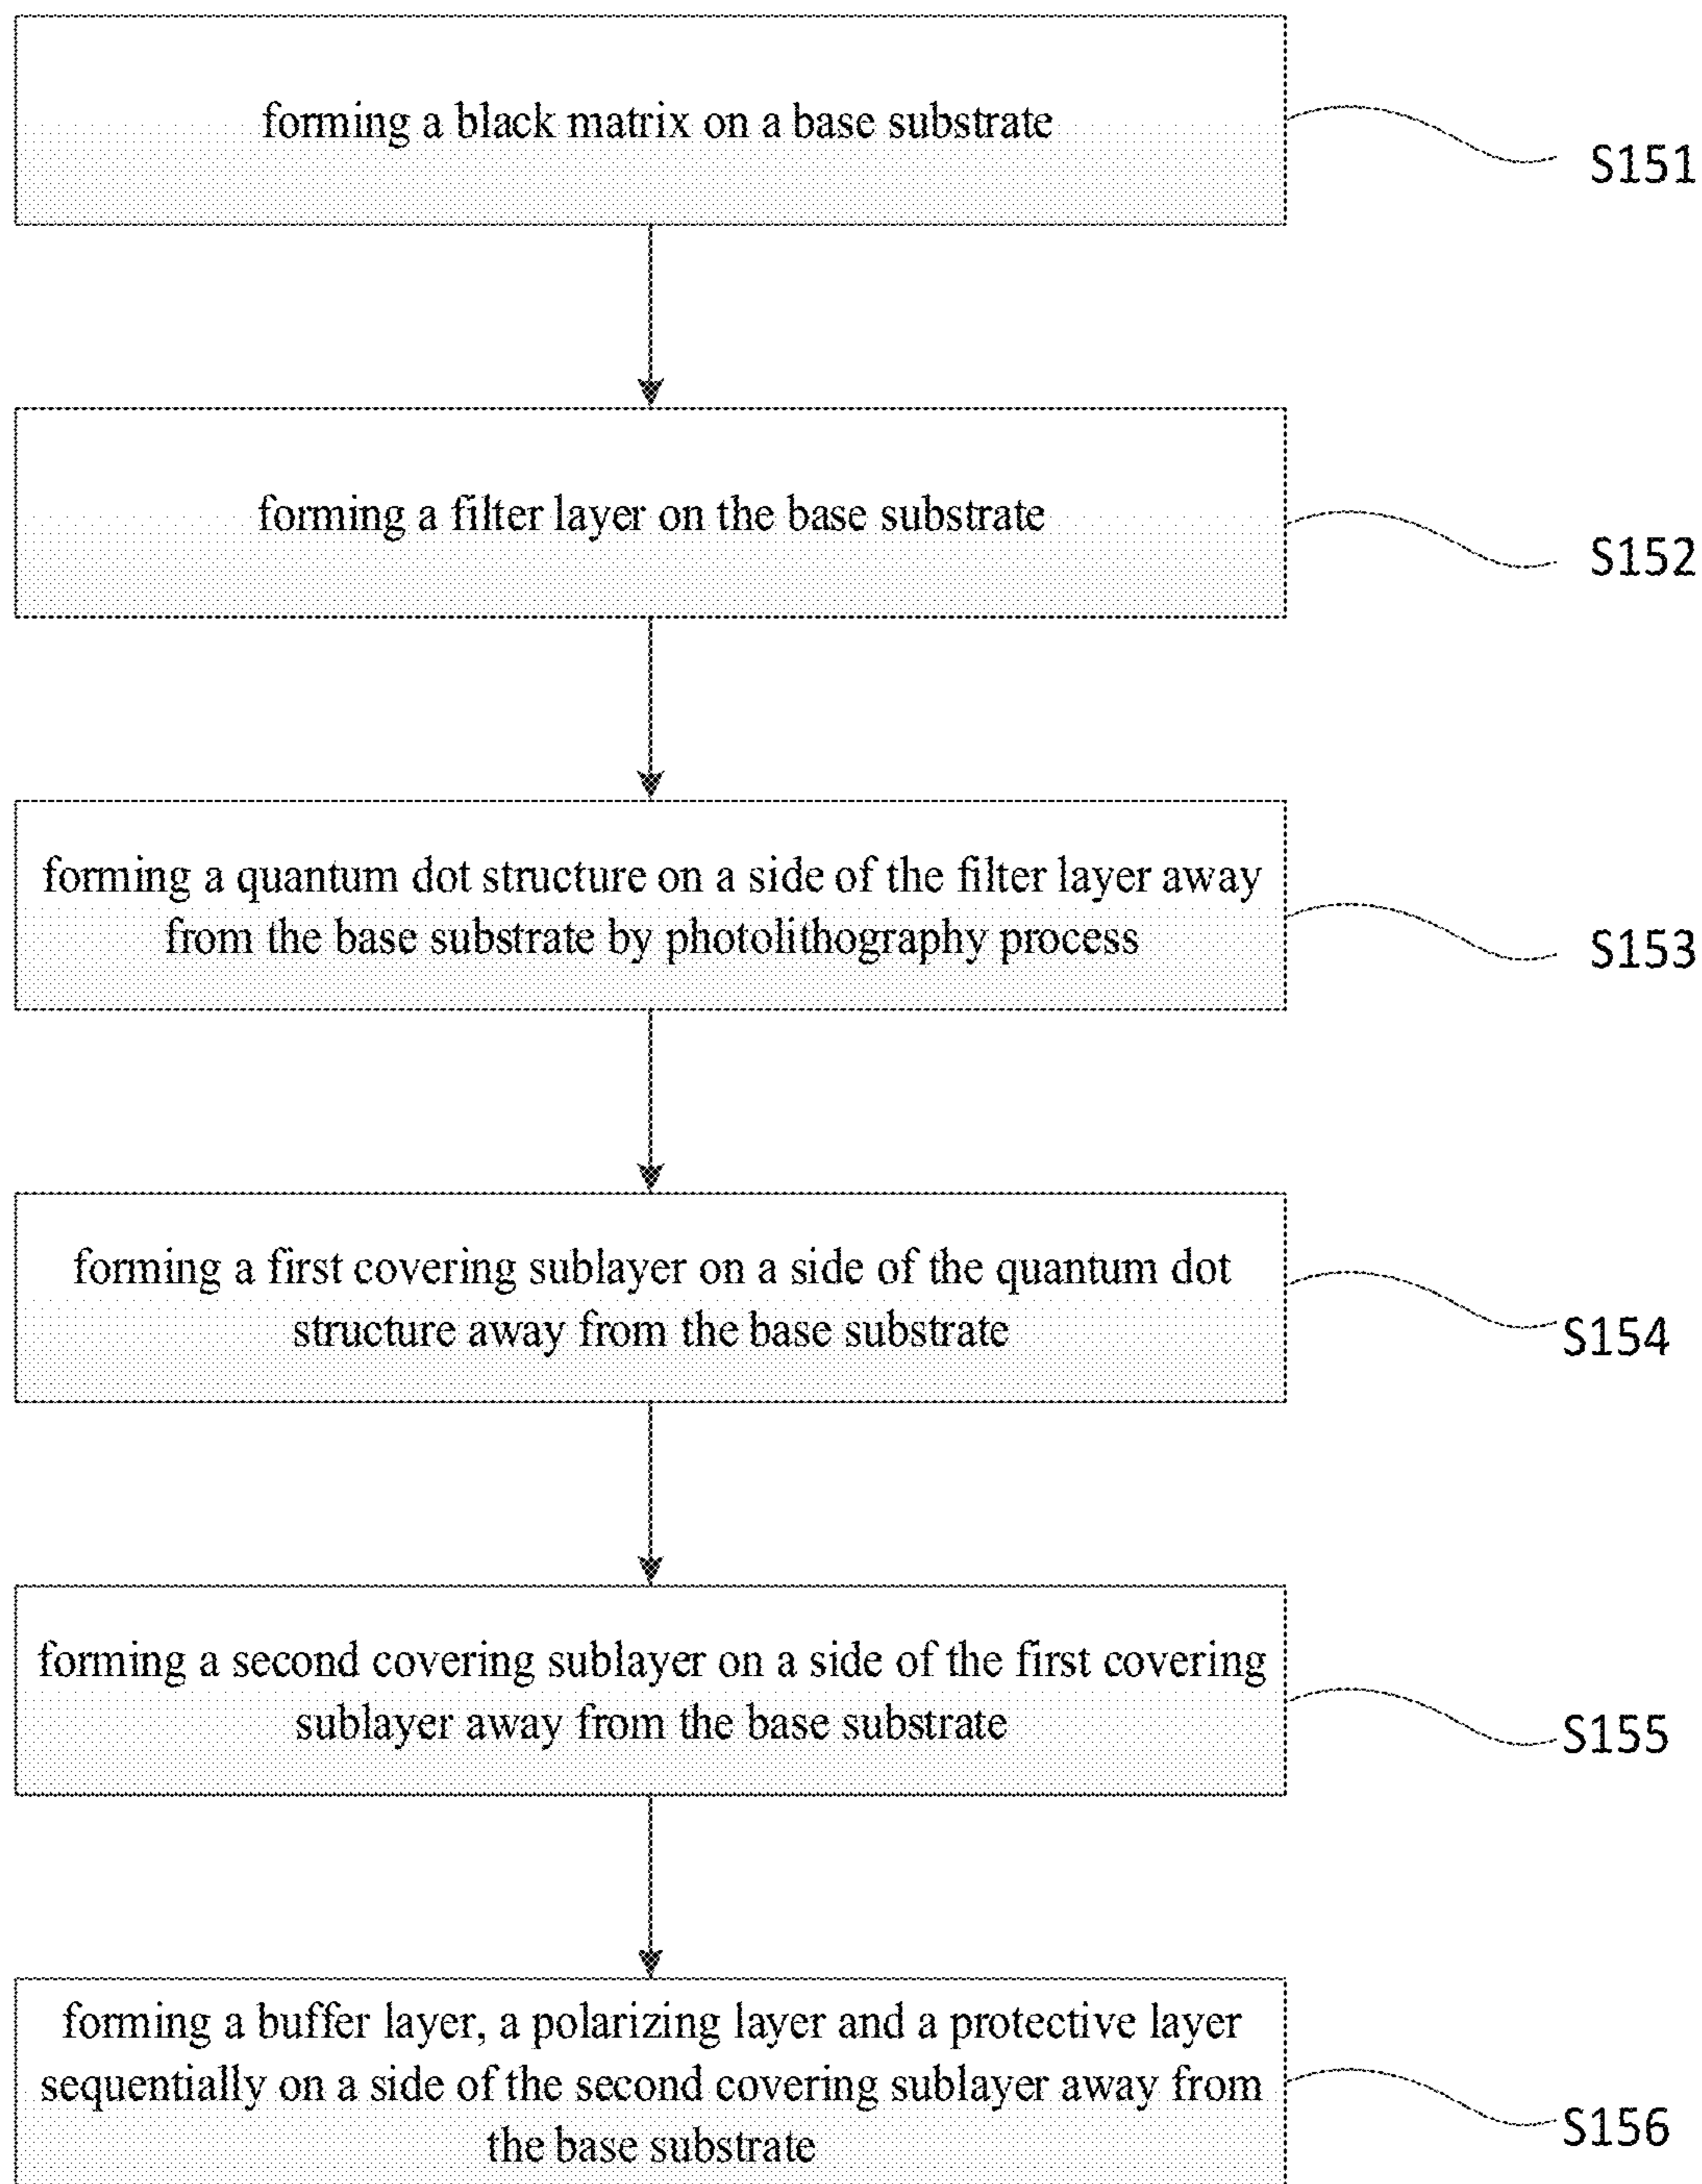 forming a black matrix on a base substrate
S151
forming a filter layer on the base substrate
S152
forming a quantum dot structure on a side of the filter layer away
from the base substrate by photolithography process
S153
forming a first covering sublayer on a side of the quantum dot
structure away from the base substrate
S154
forming a second covering sublayer on a side of the first covering
sublayer away from the base substrate
S155
forming a buffer layer, a polarizing layer and a protective layer
sequentially on a side of the second covering sublayer away from
the base substrate
S156